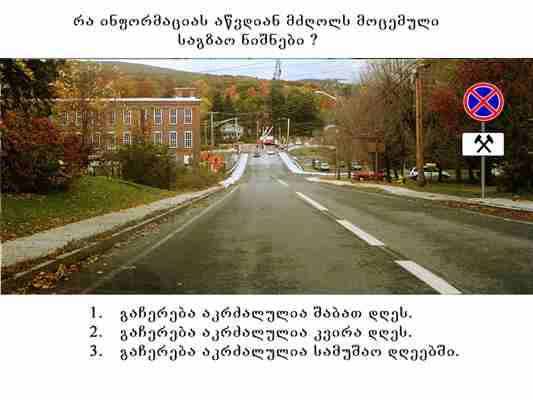 რა ინფორმაციას აწვდიან მძღოლს მოცემული
საგზაო ნიშნები ?
1. გაჩერება აკრძალულია შაბათ დღეს.
2. გაჩერება აკრძალულია კვირა დღეს.
3. გაჩერება აკრძალულია სამუშაო დღეებში.